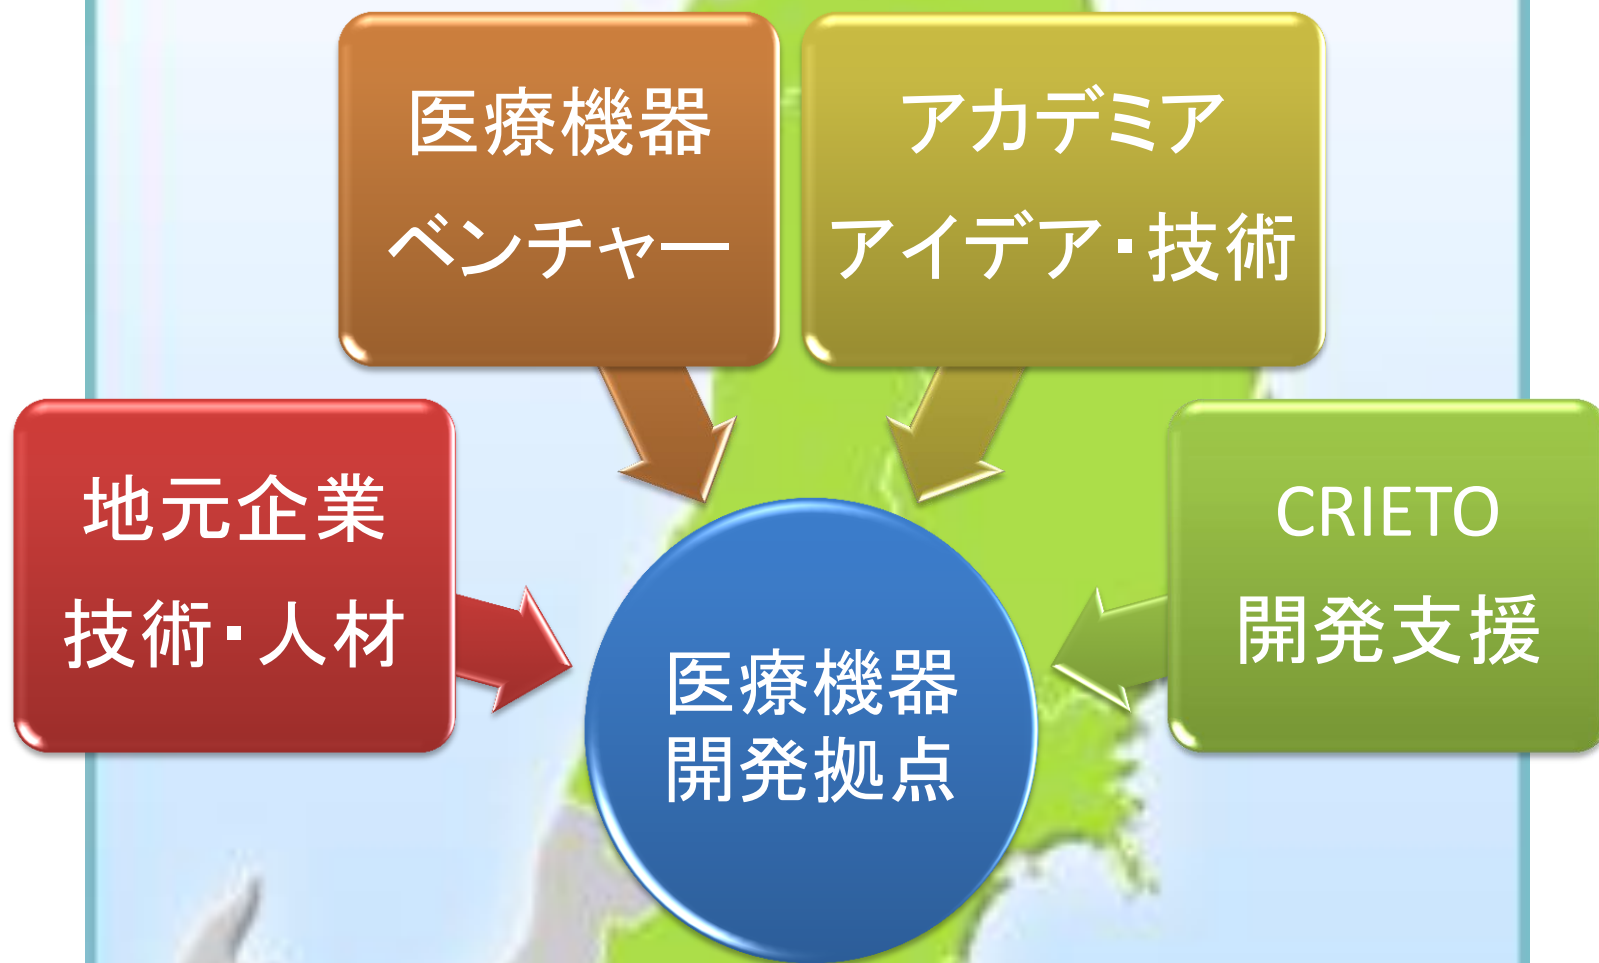 医療機器
ベンチャー
アカデミア
アイデア・技術
地元企業
技術・人材
CRIETO
開発支援
医療機器
開発拠点